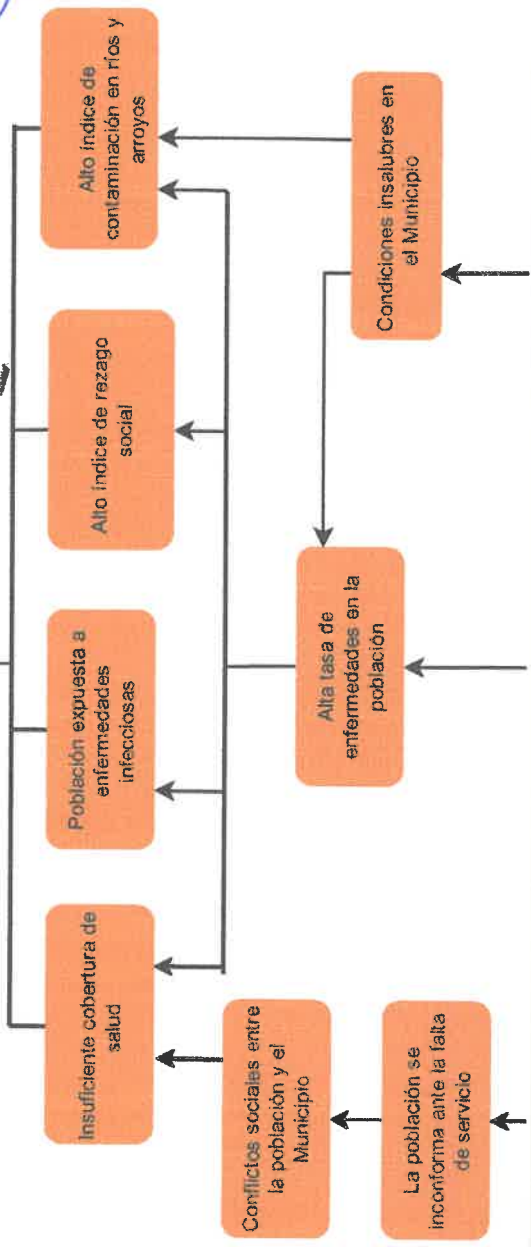 Insuficiente cobertura de
salud
Población expuesta a
enfermedades
infecciosas
Alto índice de rezago
social
Alto índice de
contaminación en ríos y
arroyos
Conflictos sociales entre
la población y el
Municipio
Alta tasa de
enfermedades en la
población
Condiciones insalubres en
el Municipio
La población se
inconforma ante la falta
de servicio